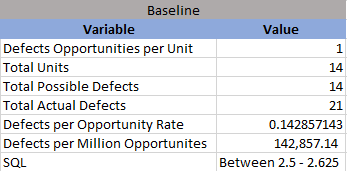 Baseline
Variable Value
Defects Opportunities per Unit 1
Total Units 14
Total Possible Defects 14
Total Actual Defects 21
Defects per Opportunity Rate 0.142857143
Defects per Million Opportunites 142,857.14
SQL Between 2.5 - 2.625